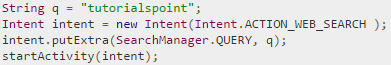 String q = "tutorialspoint";
Intent intent = new Intent(Intent.ACTION_WEB_SEARCH );
intent.putExtra(SearchManager.QUERY, q);
startActivity(intent);